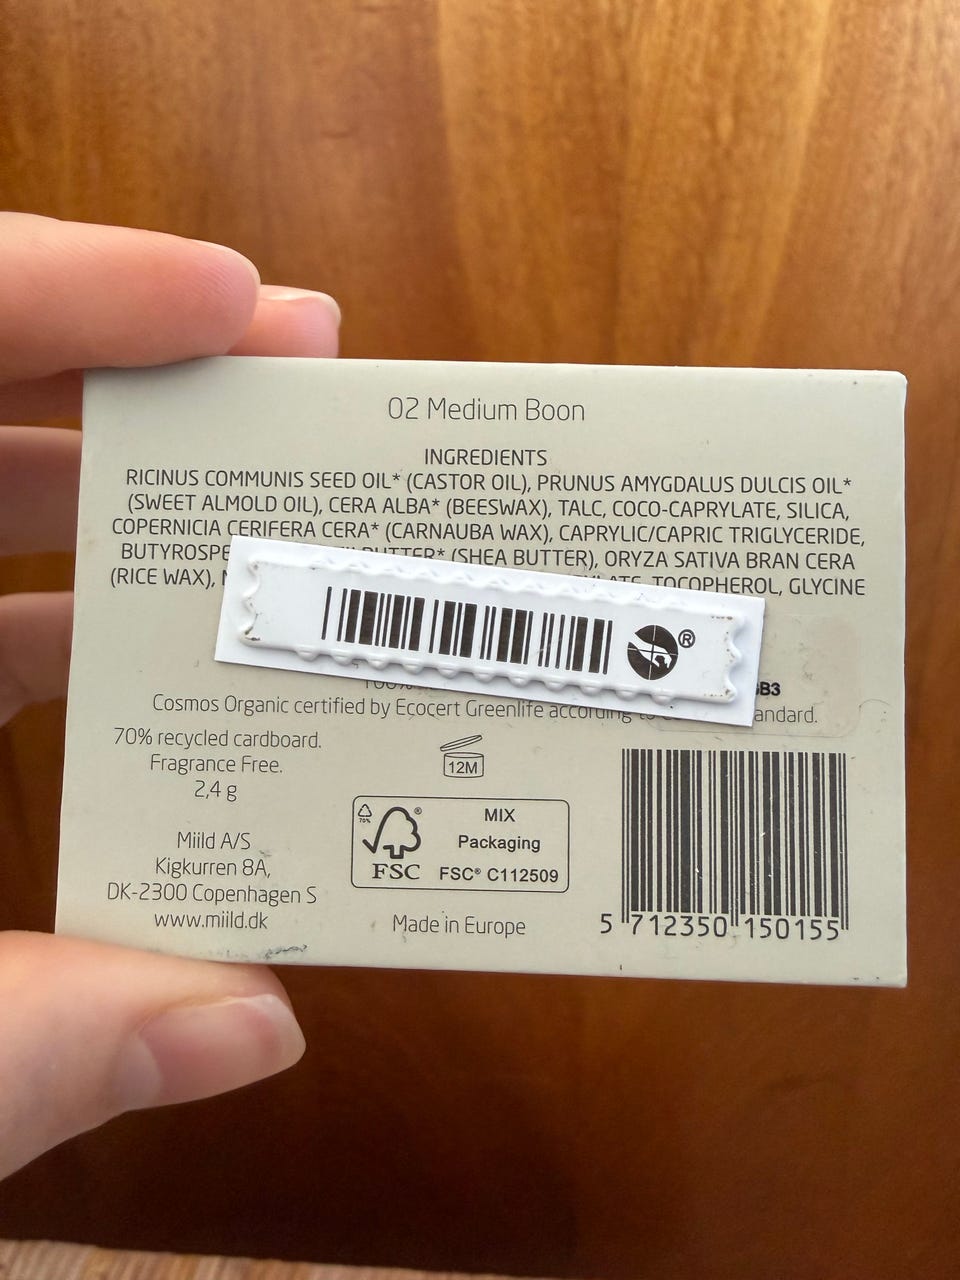 02 Medium Boon
INGREDIENTS
RICINUS COMMUNIS SEED OIL* (CASTOR OIL), PRUNUS AMYGDALUS DULCIS OIL*
(SWEET ALMOLD OIL), CERA ALBA* (BEESWAX), TALC, COCO-CAPRYLATE, SILICA,
COPERNICIA CERIFERA CERA* (CARNAUBA WAX), CAPRYLIC/CAPRIC TRIGLYCERIDE,
(SHEA BUTTER), ORYZA SATIVA BRAN CERA
(RICE WAX), TOCOPHEROL, GLYCINE
®
100%
Cosmos Organic certified by Ecocert Greenlife according
70% recycled cardboard.
Fragrance Free.
2,4 g
12M
Miild A/S
Kigkurren 8A,
DK-2300 Copenhagen S
www.miild.dk
70%
®
FSC
MIX
Packaging
FSC® C112509
Made in Europe
5 712350 150155